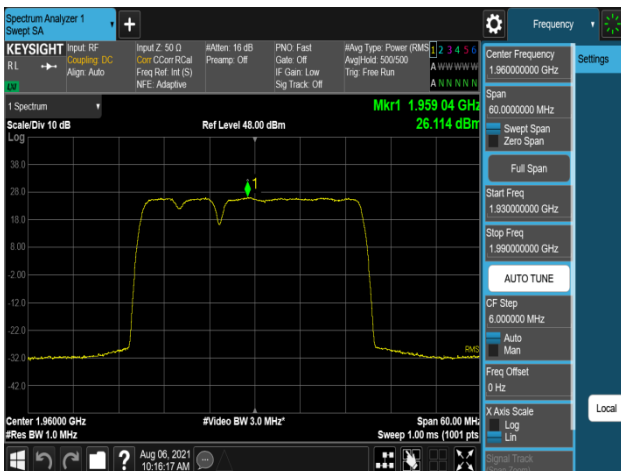 Spectrum Analyzer 1
Swept SA
Frequency
KEYSIGHT
RL
Input: RF
Coupling: DC
Align: Auto
Input Z: 50 Ω
Corr CCorr RCal
Freq Ref: Int (S)
NFE: Adaptive
#Atten: 16 dB
Preamp: Off
PNO: Fast
Gate: Off
IF Gain: Low
Sig Track: Off
#Avg Type: Power (RMS
Avg|Hold: 500/500
Trig: Free Run
1 2 3 4 5 6
A W W W W W
A N N N N N
1 Spectrum
Scale/Div 10 dB
Log
Ref Level 48.00 dBm
Mkr1 1.959 04 GHz
26.114 dBm
38.0
28.0
18.0
8.00
-2.00
-12.0
-22.0
-32.0
-42.0
1
RMS
Center 1.96000 GHz
#Res BW 1.0 MHz
#Video BW 3.0 MHz*
Span 60.00 MHz
Sweep 1.00 ms (1001 pts)
Aug 06, 2021
10:16:17 AM
Center Frequency
1.960000000 GHz
Span
60.0000000 MHz
Swept Span
Zero Span
Full Span
Start Freq
1.930000000 GHz
Stop Freq
1.990000000 GHz
AUTO TUNE
CF Step
6.000000 MHz
Auto
Man
Freq Offset
0 Hz
X Axis Scale
Log
Lin
Signal Track
(Span Zoom)
Settings
Local